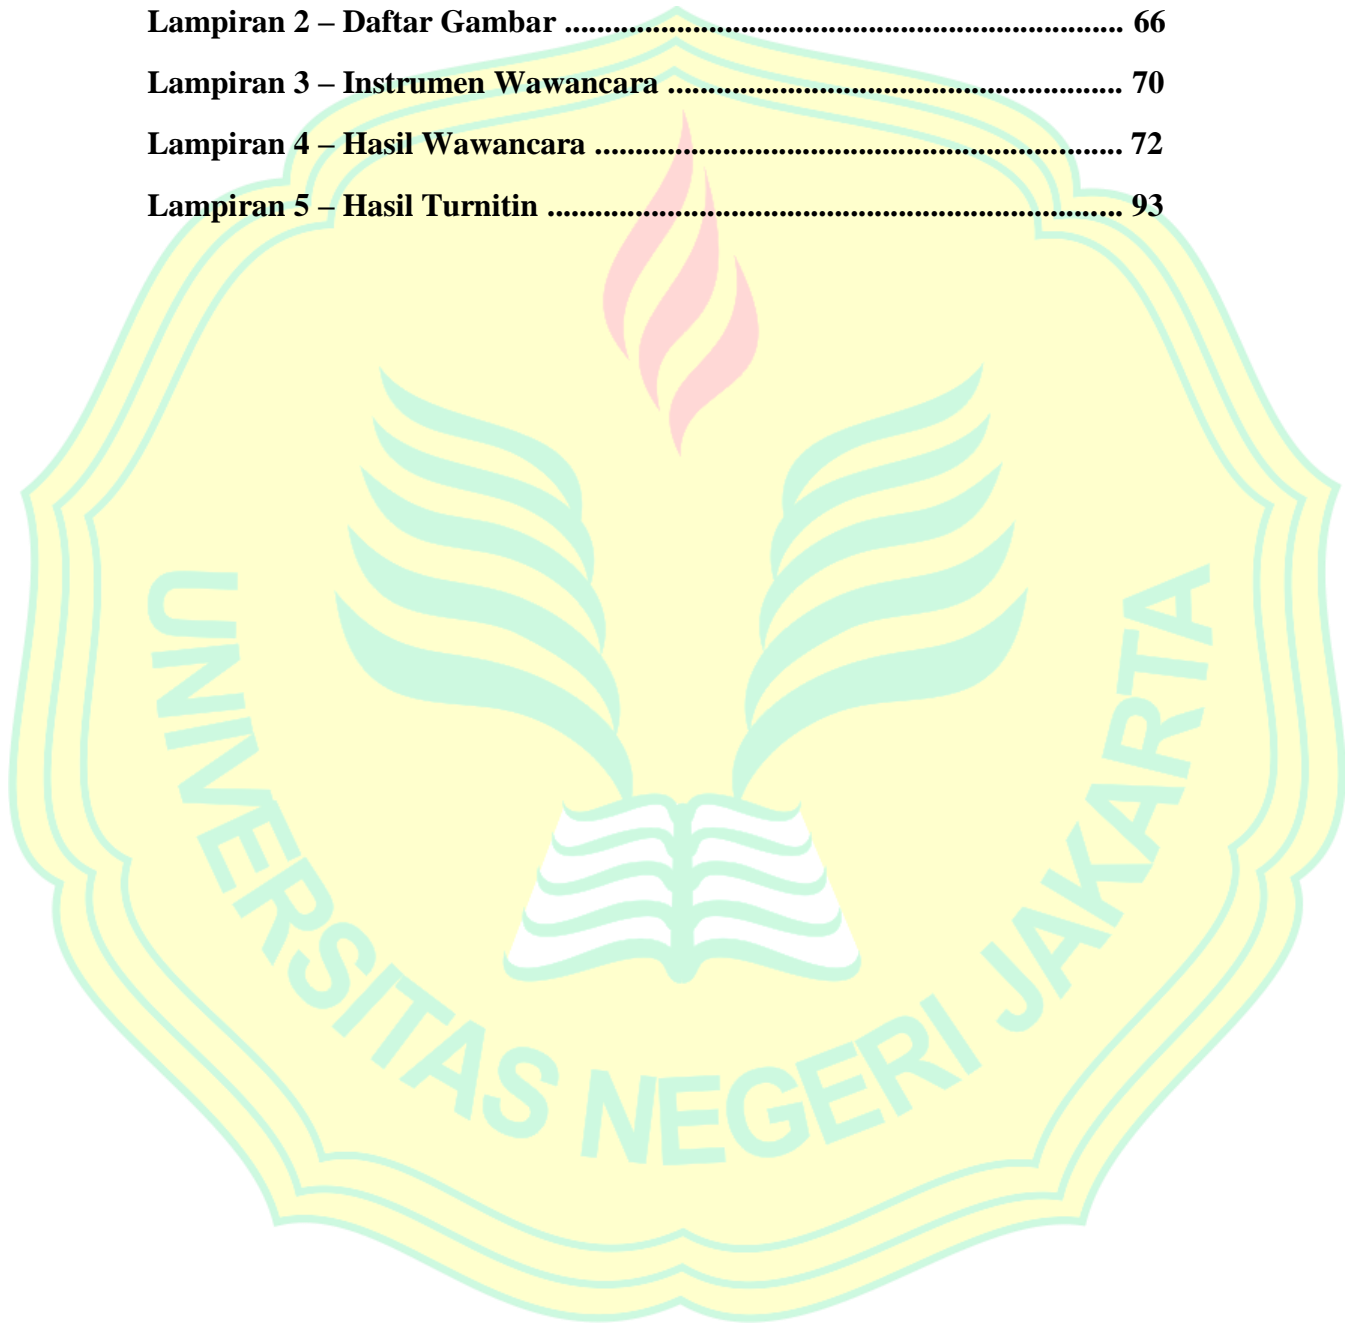 Lampiran 2 – Daftar Gambar ....................................................................... 66
Lampiran 3 – Instrumen Wawancara .......................................................... 70
Lampiran 4 – Hasil Wawancara ................................................................... 72
Lampiran 5 – Hasil Turnitin ......................................................................... 93
UNIVERSITAS NEGERI JAKARTA